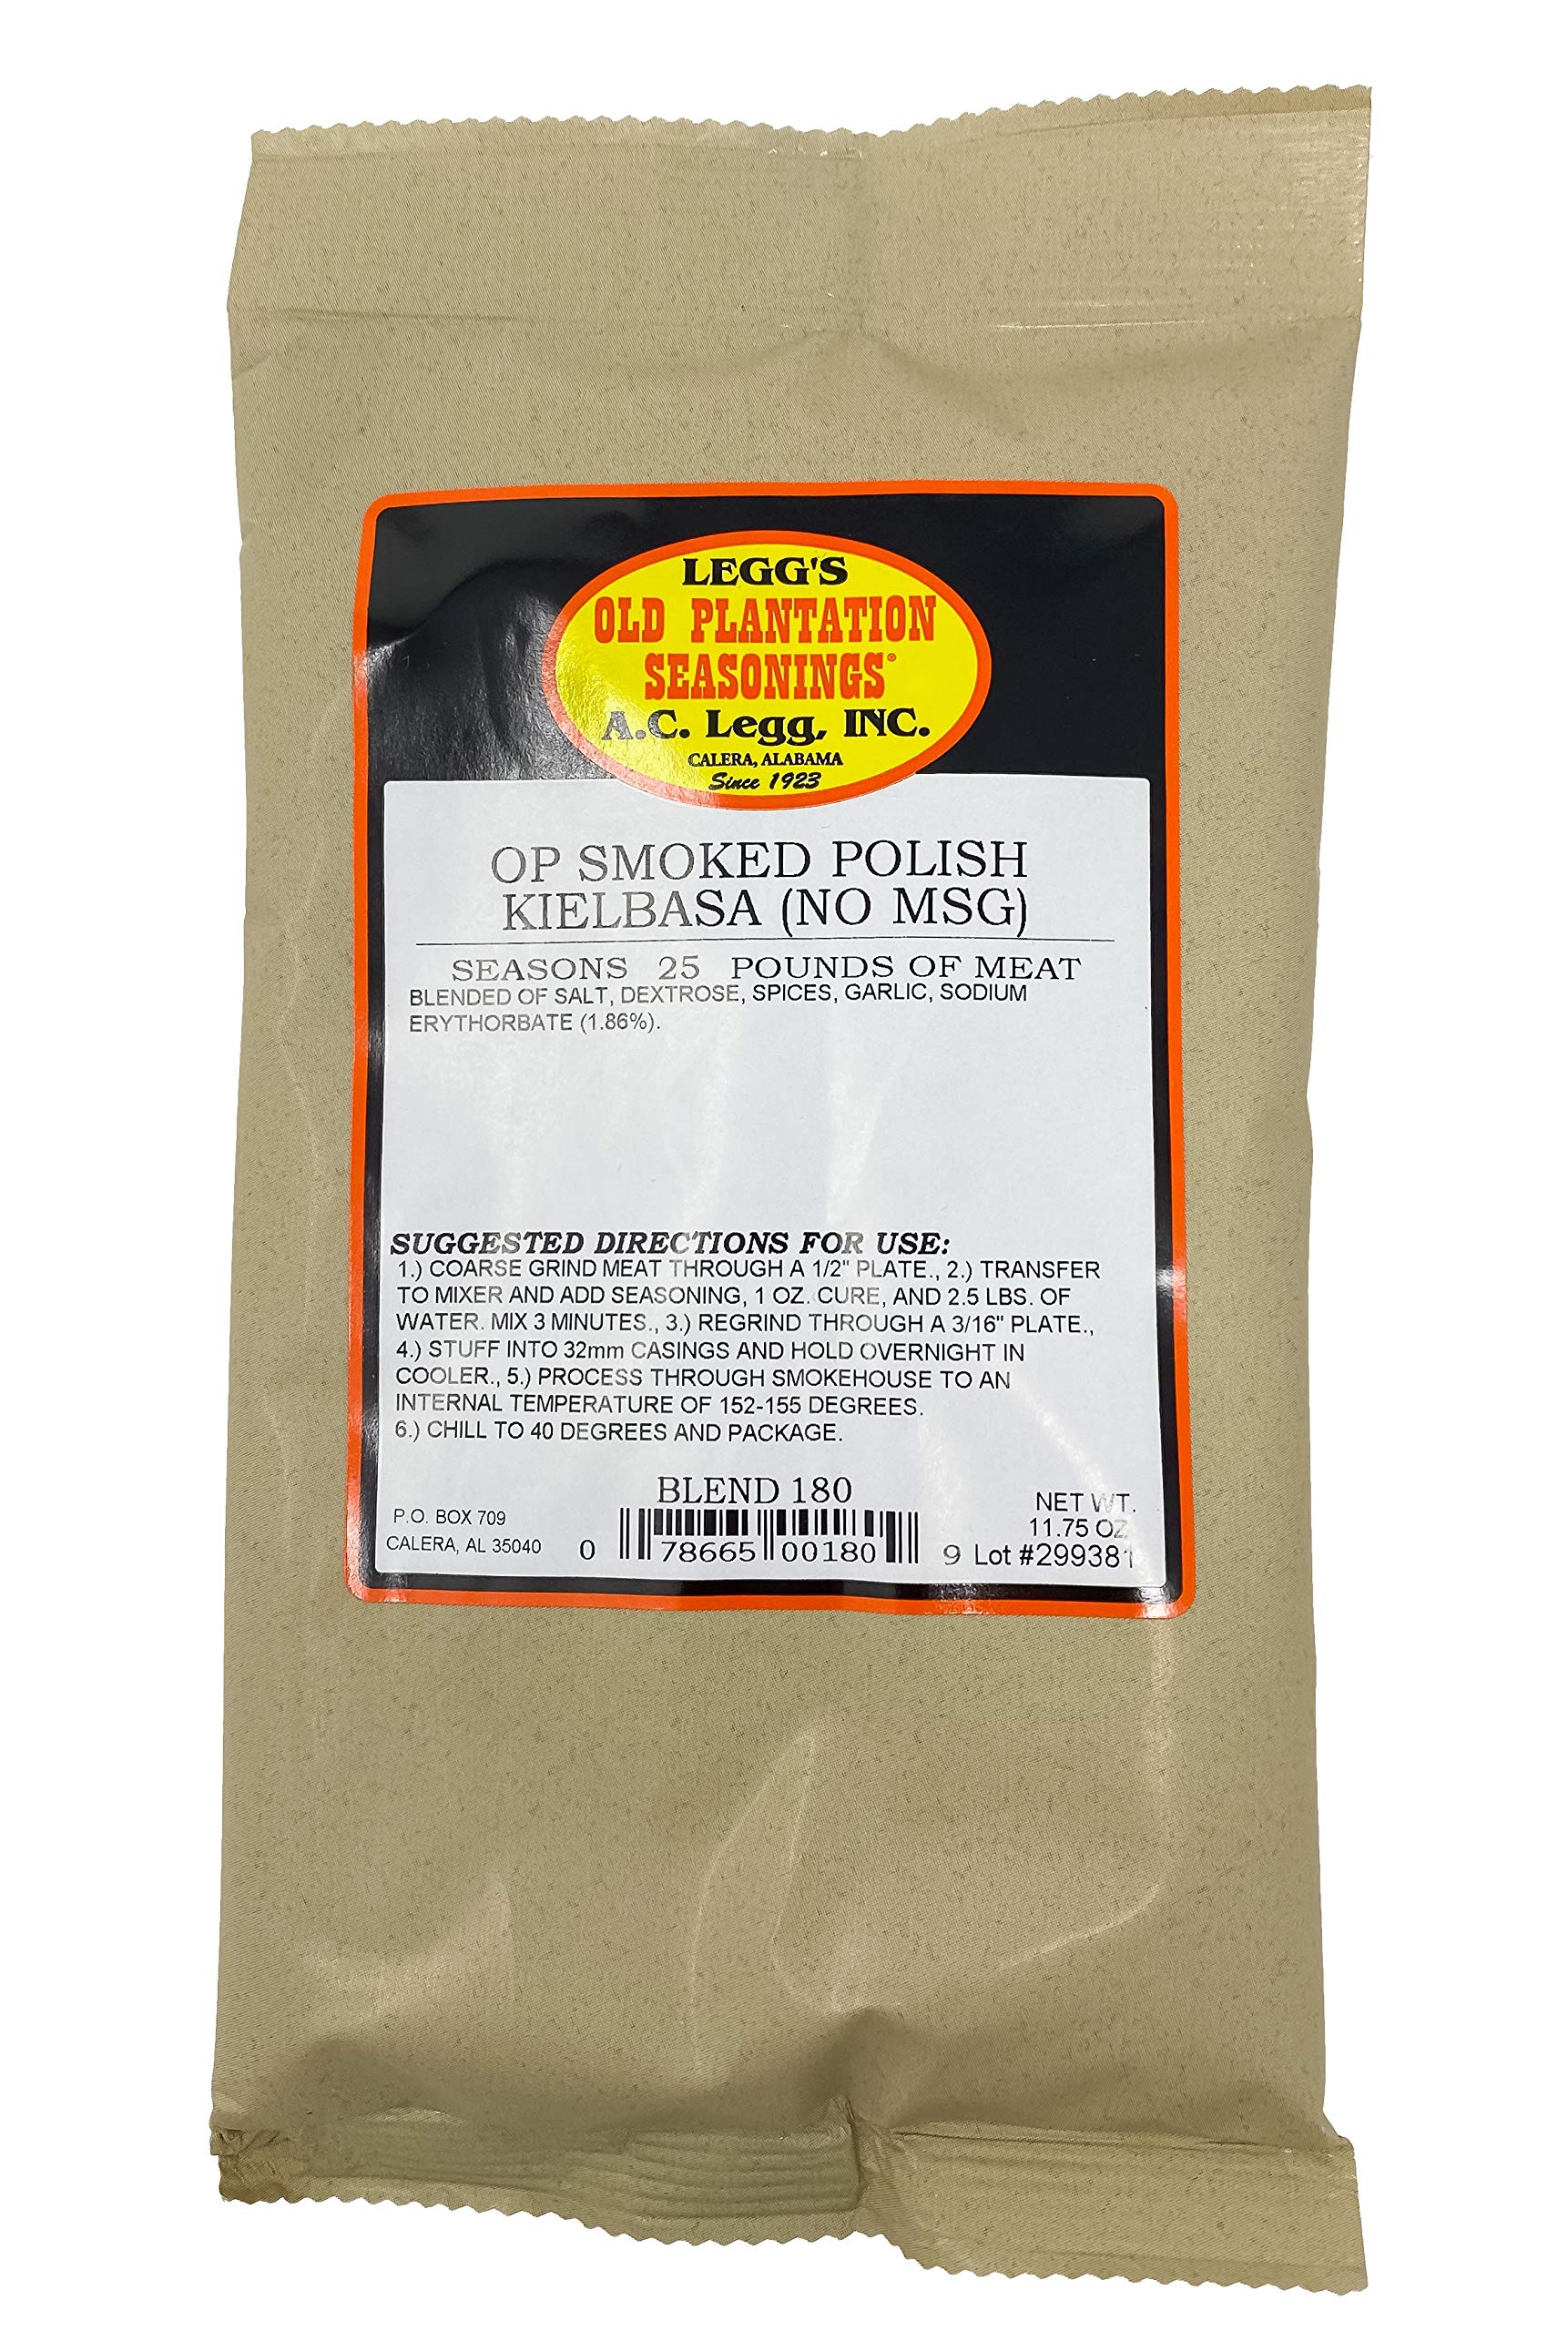 LEGG'S
OLD PLANTATION
SEASONINGS®
A.C. Legg, INC.
CALERA, ALABAMA
Since 1923
OP SMOKED POLISH
KIELBASA (NO MSG)
SEASONS 25 POUNDS OF MEAT
BLENDED OF SALT, DEXTROSE, SPICES, GARLIC, SODIUM
ERYTHORBATE (1.86%).
SUGGESTED DIRECTIONS FOR USE:
1.) COARSE GRIND MEAT THROUGH A 1/2" PLATE., 2.) TRANSFER
TO MIXER AND ADD SEASONING, 1 OZ. CURE, AND 2.5 LBS. OF
WATER. MIX 3 MINUTES., 3.) REGRIND THROUGH A 3/16" PLATE.,
4.) STUFF INTO 32mm CASINGS AND HOLD OVERNIGHT IN
COOLER., 5.) PROCESS THROUGH SMOKEHOUSE TO AN
INTERNAL TEMPERATURE OF 152-155 DEGREES.
6.) CHILL TO 40 DEGREES AND PACKAGE.
BLEND 180
P.O. BOX 709
CALERA, AL 35040
0 78665 00180 9
NET WT.
11.75 OZ
Lot #299381